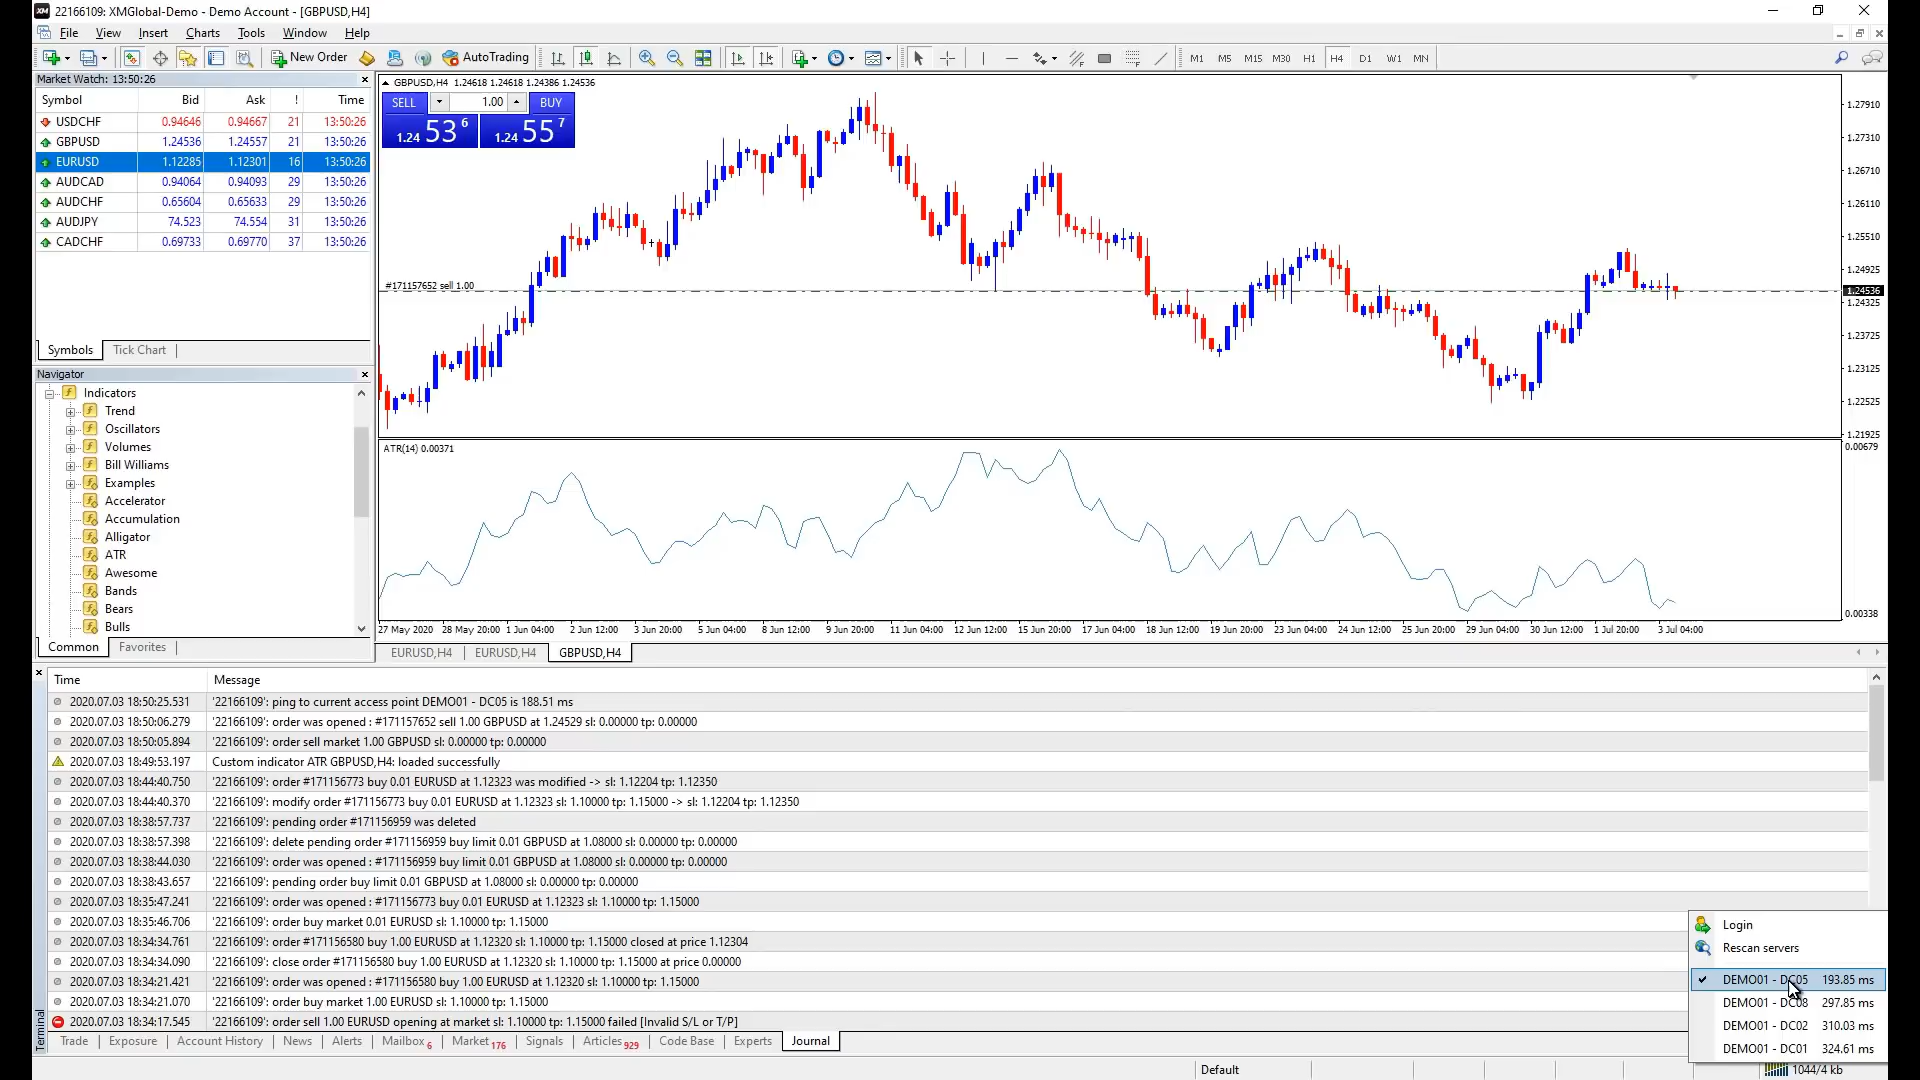 22166109: XMGlobal-Demo - Demo Account - [GBPUSD,H4]
File View Insert Charts Tools Window Help
New Order AutoTrading M1 M5 M15 M30 H1 H4 D1 W1 MN
Market Watch: 13:50:26
Symbol Bid Ask ! Time
USDCHF 0.94646 0.94667 21 13:50:26
GBPUSD 1.24536 1.24557 21 13:50:26
EURUSD 1.12285 1.12301 16 13:50:26
AUDCAD 0.94064 0.94093 29 13:50:26
AUDCHF 0.65604 0.65633 29 13:50:26
AUDJPY 74.523 74.554 31 13:50:26
CADCHF 0.69733 0.69770 37 13:50:26
Symbols Tick Chart
Navigator
Indicators
Trend
Oscillators
Volumes
Bill Williams
Examples
Accelerator
Accumulation
Alligator
ATR
Awesome
Bands
Bears
Bulls
Common Favorites
GBPUSD,H4 1.24618 1.24618 1.24386 1.24536
SELL 1.00 BUY
1.24 53 6 1.24 55 7
#171157652 sell 1.00
1.27910
1.27310
1.26710
1.26110
1.25510
1.24925
1.24536
1.24325
1.23725
1.23125
1.22525
1.21925
ATR(14) 0.00371
0.00679
0.00338
27 May 2020 28 May 20:00 1 Jun 04:00 2 Jun 12:00 3 Jun 20:00 5 Jun 04:00 8 Jun 12:00 9 Jun 20:00 11 Jun 04:00 12 Jun 12:00 15 Jun 20:00 17 Jun 04:00 18 Jun 12:00 19 Jun 20:00 23 Jun 04:00 24 Jun 12:00 25 Jun 20:00 29 Jun 04:00 30 Jun 12:00 1 Jul 20:00 3 Jul 04:00
EURUSD,H4 EURUSD,H4 GBPUSD,H4
Time Message
2020.07.03 18:50:25.531 '22166109': ping to current access point DEMO01 - DC05 is 188.51 ms
2020.07.03 18:50:06.279 '22166109': order was opened : #171157652 sell 1.00 GBPUSD at 1.24529 sl: 0.00000 tp: 0.00000
2020.07.03 18:50:05.894 '22166109': order sell market 1.00 GBPUSD sl: 0.00000 tp: 0.00000
2020.07.03 18:49:53.197 Custom indicator ATR GBPUSD,H4: loaded successfully
2020.07.03 18:44:40.750 '22166109': order #171156773 buy 0.01 EURUSD at 1.12323 was modified -> sl: 1.12204 tp: 1.12350
2020.07.03 18:44:40.370 '22166109': modify order #171156773 buy 0.01 EURUSD at 1.12323 sl: 1.10000 tp: 1.15000 -> sl: 1.12204 tp: 1.12350
2020.07.03 18:38:57.737 '22166109': pending order #171156959 was deleted
2020.07.03 18:38:57.398 '22166109': delete pending order #171156959 buy limit 0.01 GBPUSD at 1.08000 sl: 0.00000 tp: 0.00000
2020.07.03 18:38:44.030 '22166109': order was opened : #171156959 buy limit 0.01 GBPUSD at 1.08000 sl: 0.00000 tp: 0.00000
2020.07.03 18:38:43.657 '22166109': pending order buy limit 0.01 GBPUSD at 1.08000 sl: 0.00000 tp: 0.00000
2020.07.03 18:35:47.241 '22166109': order was opened : #171156773 buy 0.01 EURUSD at 1.12323 sl: 1.10000 tp: 1.15000
2020.07.03 18:35:46.706 '22166109': order buy market 0.01 EURUSD sl: 1.10000 tp: 1.15000
2020.07.03 18:34:34.761 '22166109': order #171156580 buy 1.00 EURUSD at 1.12320 sl: 1.10000 tp: 1.15000 closed at price 1.12304
2020.07.03 18:34:34.090 '22166109': close order #171156580 buy 1.00 EURUSD at 1.12320 sl: 1.10000 tp: 1.15000 at price 0.00000
2020.07.03 18:34:21.421 '22166109': order was opened : #171156580 buy 1.00 EURUSD at 1.12320 sl: 1.10000 tp: 1.15000
2020.07.03 18:34:21.070 '22166109': order buy market 1.00 EURUSD sl: 1.10000 tp: 1.15000
2020.07.03 18:34:17.545 '22166109': order sell 1.00 EURUSD opening at market sl: 1.10000 tp: 1.15000 failed [Invalid S/L or T/P]
Terminal
Trade Exposure Account History News Alerts Mailbox 6 Market 176 Signals Articles 929 Code Base Experts Journal
Login
Rescan servers
DEMO01 - DC05 193.85 ms
DEMO01 - DC08 297.85 ms
DEMO01 - DC02 310.03 ms
DEMO01 - DC01 324.61 ms
Default 1044/4 kb